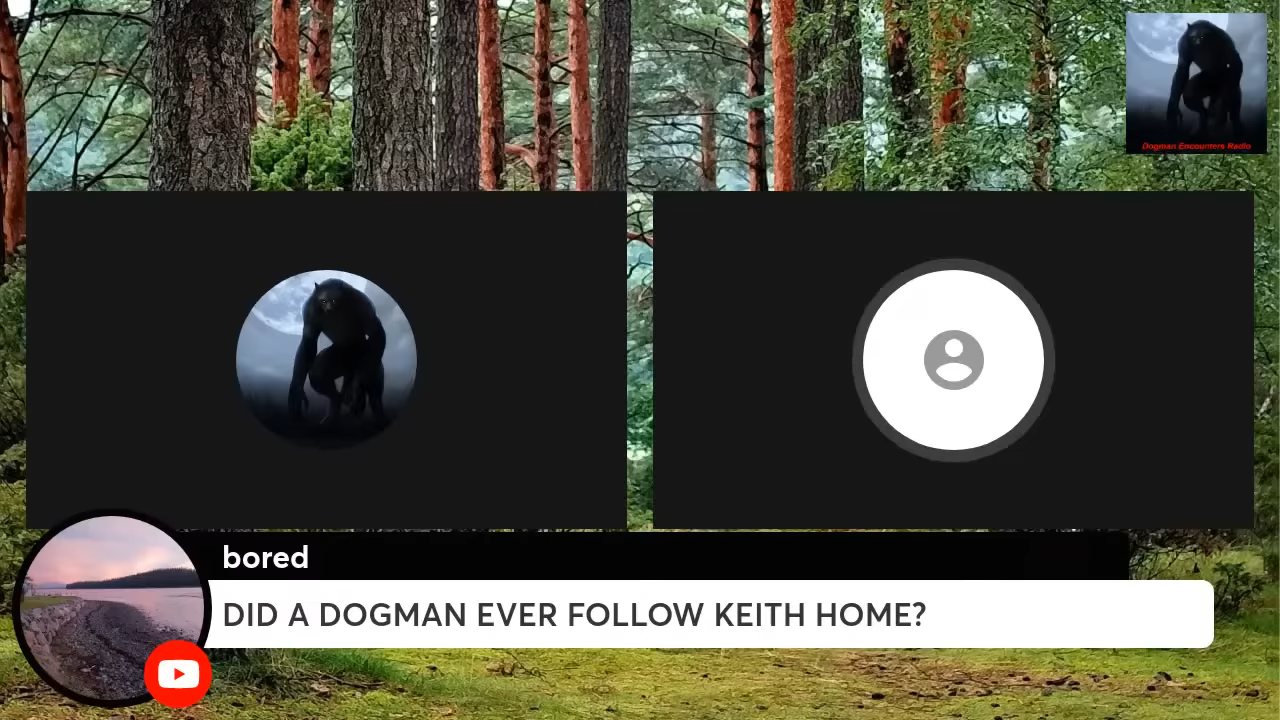 Dogman Encounters Radio
bored
DID A DOGMAN EVER FOLLOW KEITH HOME?